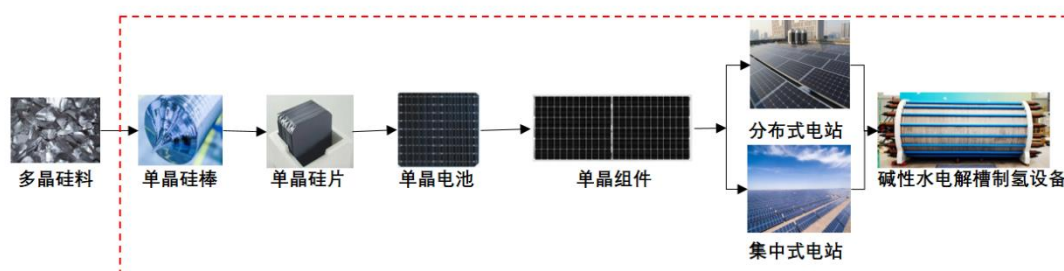 多晶硅料
单晶硅棒
单晶硅片
单晶电池
单晶组件
分布式电站
集中式电站
碱性水电解槽制氢设备